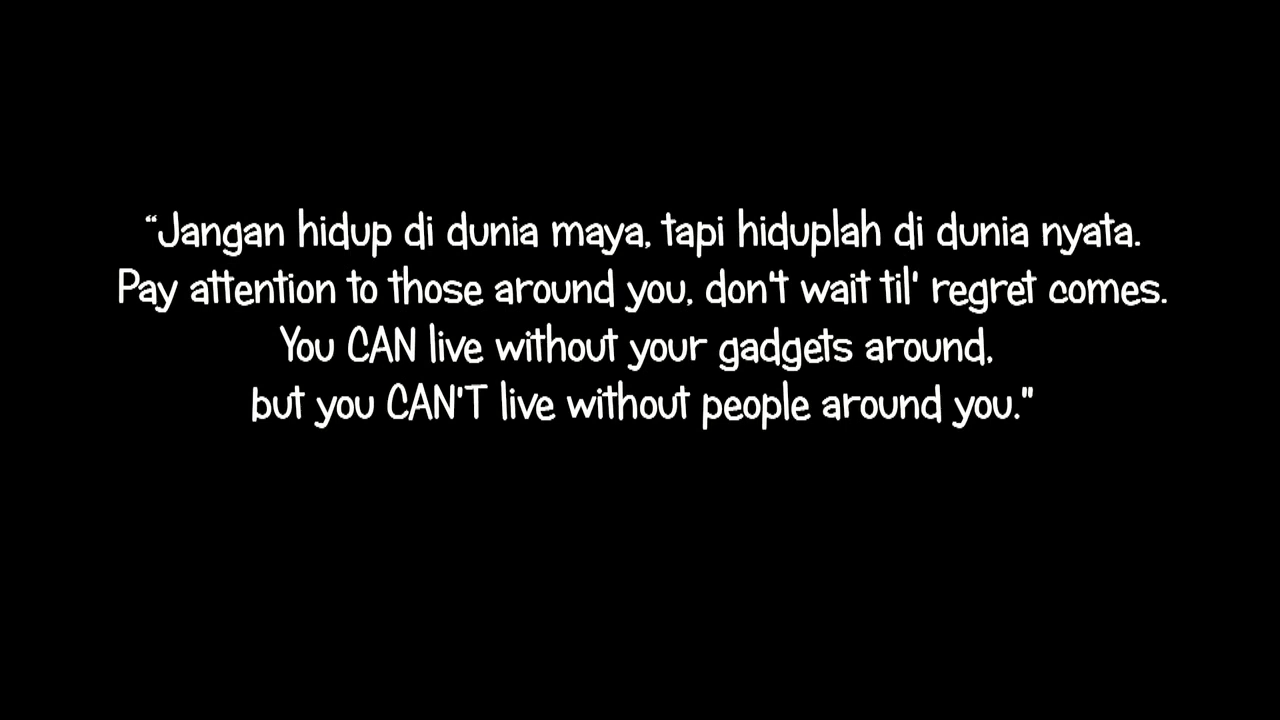 “Jangan hidup di dunia maya, tapi hiduplah di dunia nyata.
Pay attention to those around you, don't wait til' regret comes.
You CAN live without your gadgets around,
but you CAN'T live without people around you."